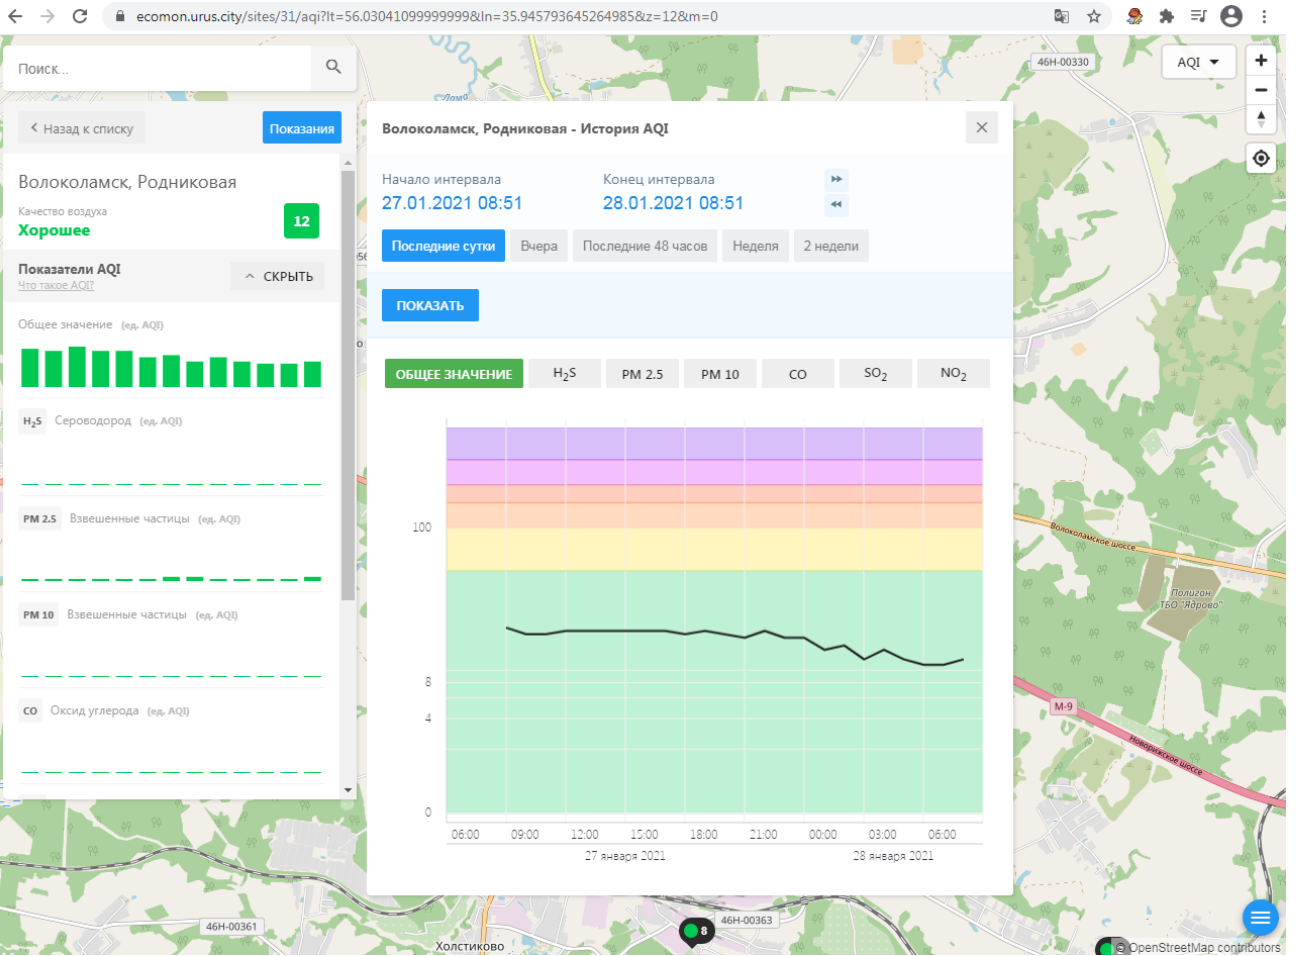 ecomon.urus.city/sites/31/aqi?lt=56.03041099999999&ln=35.945793645264985&z=12&m=0
Поиск...
Назад к списку
Показания
Волоколамск, Родниковая
Качество воздуха
Хорошее
12
Показатели AQI
Что такое AQI?
СКРЫТЬ
Общее значение (ед. AQI)
H₂S Сероводород (ед. AQI)
PM 2.5 Взвешенные частицы (ед. AQI)
PM 10 Взвешенные частицы (ед. AQI)
CO Оксид углерода (ед. AQI)
Волоколамск, Родниковая - История AQI
Начало интервала
Конец интервала
27.01.2021 08:51
28.01.2021 08:51
Последние сутки
Вчера
Последние 48 часов
Неделя
2 недели
ПОКАЗАТЬ
ОБЩЕЕ ЗНАЧЕНИЕ
H₂S
PM 2.5
PM 10
CO
SO₂
NO₂
100
8
4
0
06:00 09:00 12:00 15:00 18:00 21:00 00:00 03:00 06:00
27 января 2021
28 января 2021
46Н-00330
AQI
Волоколамское шоссе
Полигон
ТБО "Ядрово"
М-9
Новорижское шоссе
46Н-00361
46Н-00363
8
Холстиково
© OpenStreetMap contributors